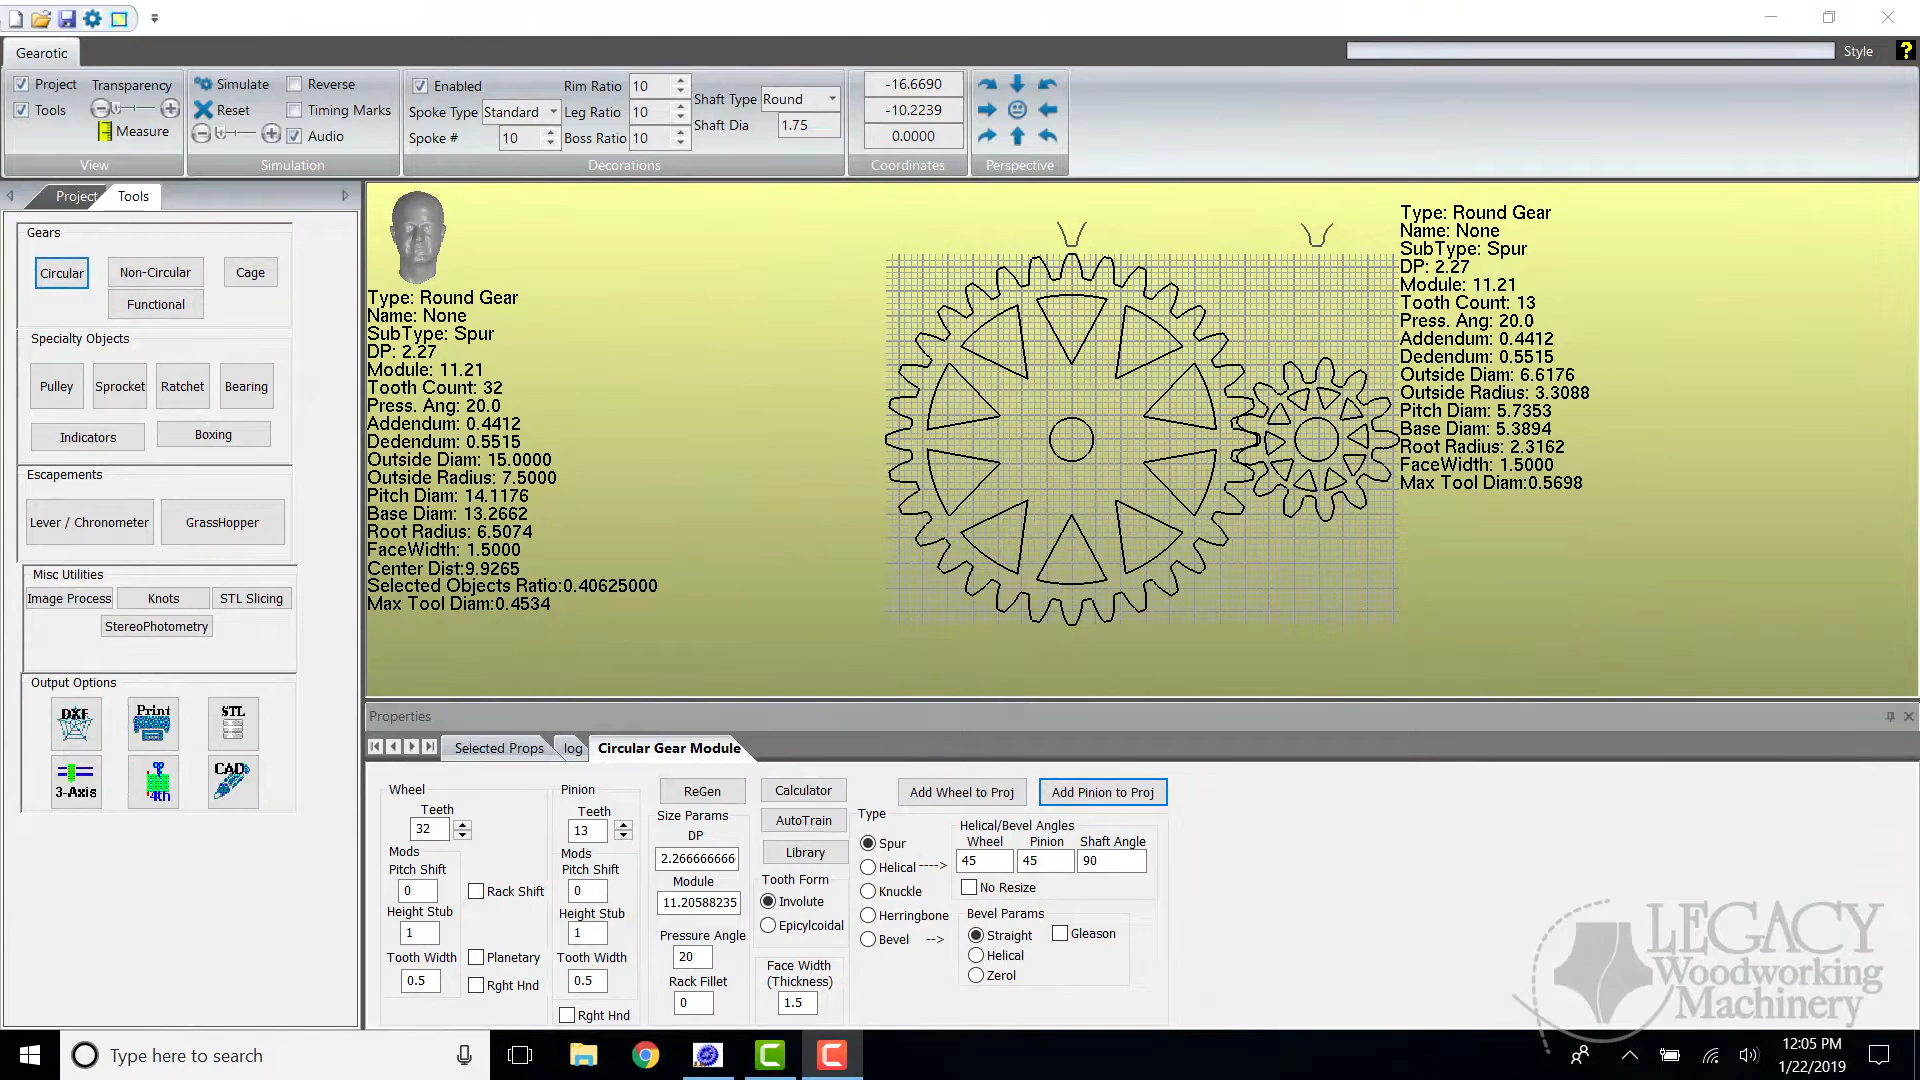 Gearotic
Style
Project
Transparency
Tools
Measure
View
Simulate
Reverse
Reset
Timing Marks
Audio
Simulation
Enabled
Rim Ratio 10
Spoke Type Standard
Leg Ratio 10
Spoke # 10
Boss Ratio 10
Shaft Type Round
Shaft Dia 1.75
Decorations
-16.6690
-10.2239
0.0000
Coordinates
Perspective
Project
Tools
Gears
Circular
Non-Circular
Cage
Functional
Specialty Objects
Pulley
Sprocket
Ratchet
Bearing
Indicators
Boxing
Escapements
Lever / Chronometer
GrassHopper
Misc Utilities
Image Process
Knots
STL Slicing
StereoPhotometry
Output Options
DXF
Print
STL
3-Axis
4th
CAD
Type: Round Gear
Name: None
SubType: Spur
DP: 2.27
Module: 11.21
Tooth Count: 32
Press. Ang: 20.0
Addendum: 0.4412
Dedendum: 0.5515
Outside Diam: 15.0000
Outside Radius: 7.5000
Pitch Diam: 14.1176
Base Diam: 13.2662
Root Radius: 6.5074
FaceWidth: 1.5000
Center Dist:9.9265
Selected Objects Ratio:0.40625000
Max Tool Diam:0.4534
Type: Round Gear
Name: None
SubType: Spur
DP: 2.27
Module: 11.21
Tooth Count: 13
Press. Ang: 20.0
Addendum: 0.4412
Dedendum: 0.5515
Outside Diam: 6.6176
Outside Radius: 3.3088
Pitch Diam: 5.7353
Base Diam: 5.3894
Root Radius: 2.3162
FaceWidth: 1.5000
Max Tool Diam:0.5698
Properties
Selected Props
log
Circular Gear Module
Wheel
Teeth
32
Mods
Pitch Shift
0
Rack Shift
Height Stub
1
Tooth Width
0.5
Planetary
Rght Hnd
Pinion
Teeth
13
Mods
Pitch Shift
0
Height Stub
1
Tooth Width
0.5
Rght Hnd
ReGen
Size Params
DP
2.266666666
Module
11.20588235
Pressure Angle
20
Rack Fillet
0
Calculator
AutoTrain
Library
Tooth Form
Involute
Epicylcoidal
Face Width
(Thickness)
1.5
Add Wheel to Proj
Add Pinion to Proj
Type
Spur
Helical ---->
Knuckle
Herringbone
Bevel -->
Helical/Bevel Angles
Wheel Pinion Shaft Angle
45 45 90
No Resize
Bevel Params
Straight
Gleason
Helical
Zerol
LEGACY
Woodworking
Machinery
Type here to search
12:05 PM
1/22/2019